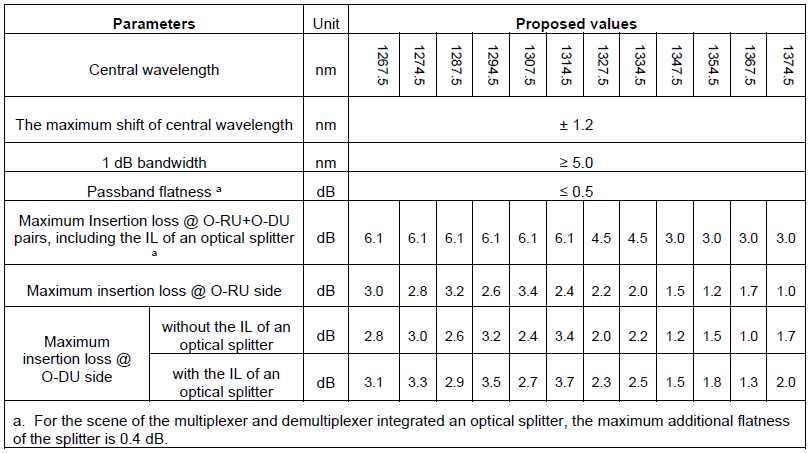 Parameters Unit Proposed values
Central wavelength nm 1267.5 1274.5 1287.5 1294.5 1307.5 1314.5 1327.5 1334.5 1347.5 1354.5 1367.5 1374.5
The maximum shift of central wavelength nm ± 1.2
1 dB bandwidth nm ≥ 5.0
Passband flatness a dB ≤ 0.5
Maximum Insertion loss @ O-RU+O-DU
pairs, including the IL of an optical splitter
a
dB 6.1 6.1 6.1 6.1 6.1 6.1 4.5 4.5 3.0 3.0 3.0 3.0
Maximum insertion loss @ O-RU side dB 3.0 2.8 3.2 2.6 3.4 2.4 2.2 2.0 1.5 1.2 1.7 1.0
Maximum
insertion loss @
O-DU side
without the IL of an
optical splitter
dB 2.8 3.0 2.6 3.2 2.4 3.4 2.0 2.2 1.2 1.5 1.0 1.7
with the IL of an
optical splitter
dB 3.1 3.3 2.9 3.5 2.7 3.7 2.3 2.5 1.5 1.8 1.3 2.0
a. For the scene of the multiplexer and demultiplexer integrated an optical splitter, the maximum additional flatness
of the splitter is 0.4 dB.